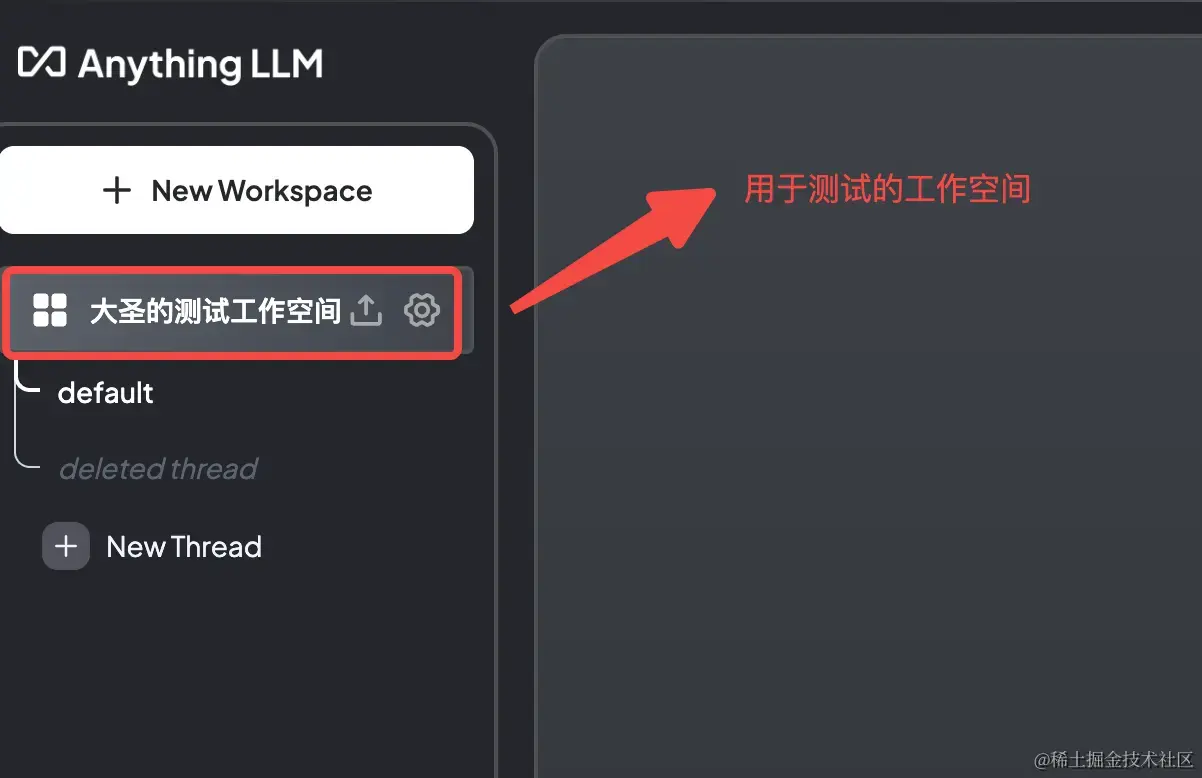 Anything LLM
+ New Workspace
用于测试的工作空间
大圣的测试工作空间
default
deleted thread
+ New Thread
@稀土掘金技术社区